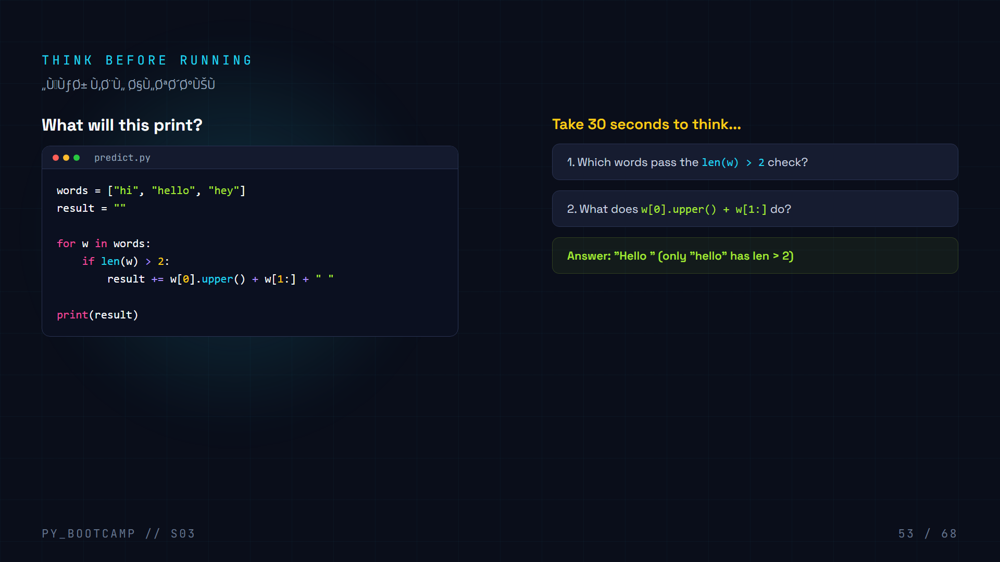 THINK BEFORE RUNNING
What will this print?
predict.py
words = ["hi", "hello", "hey"]
result = ""
for w in words:
    if len(w) > 2:
        result += w[0].upper() + w[1:] + " "
print(result)
Take 30 seconds to think...
1. Which words pass the len(w) > 2 check?
2. What does w[0].upper() + w[1:] do?
Answer: ”Hello ” (only ”hello” has len > 2)
PY_BOOTCAMP // S03
53 / 68